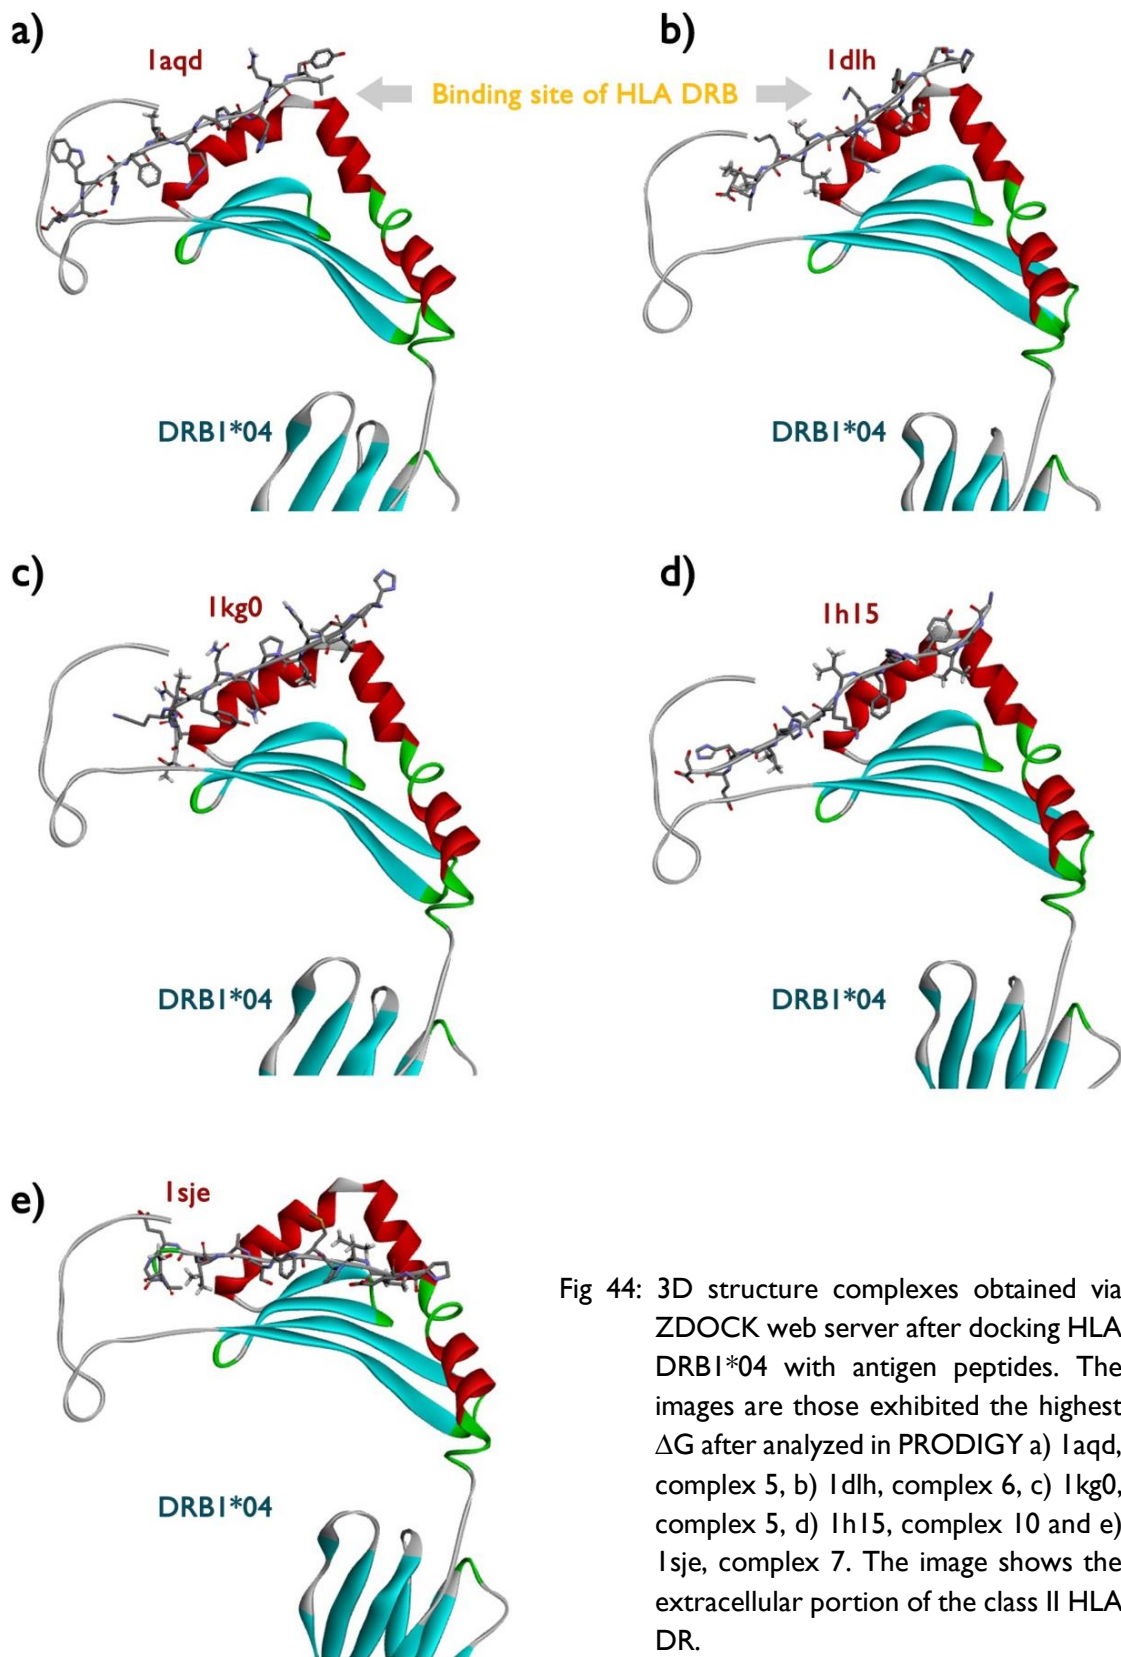 a)
1aqd
b)
1dlh
Binding site of HLA DRB
DRB1*04
DRB1*04
c)
1kg0
d)
1h15
DRB1*04
DRB1*04
e)
1sje
DRB1*04
Fig 44: 3D structure complexes obtained via
ZDOCK web server after docking HLA
DRB1*04 with antigen peptides. The
images are those exhibited the highest
ΔG after analyzed in PRODIGY a) 1aqd,
complex 5, b) 1dlh, complex 6, c) 1kg0,
complex 5, d) 1h15, complex 10 and e)
1sje, complex 7. The image shows the
extracellular portion of the class II HLA
DR.